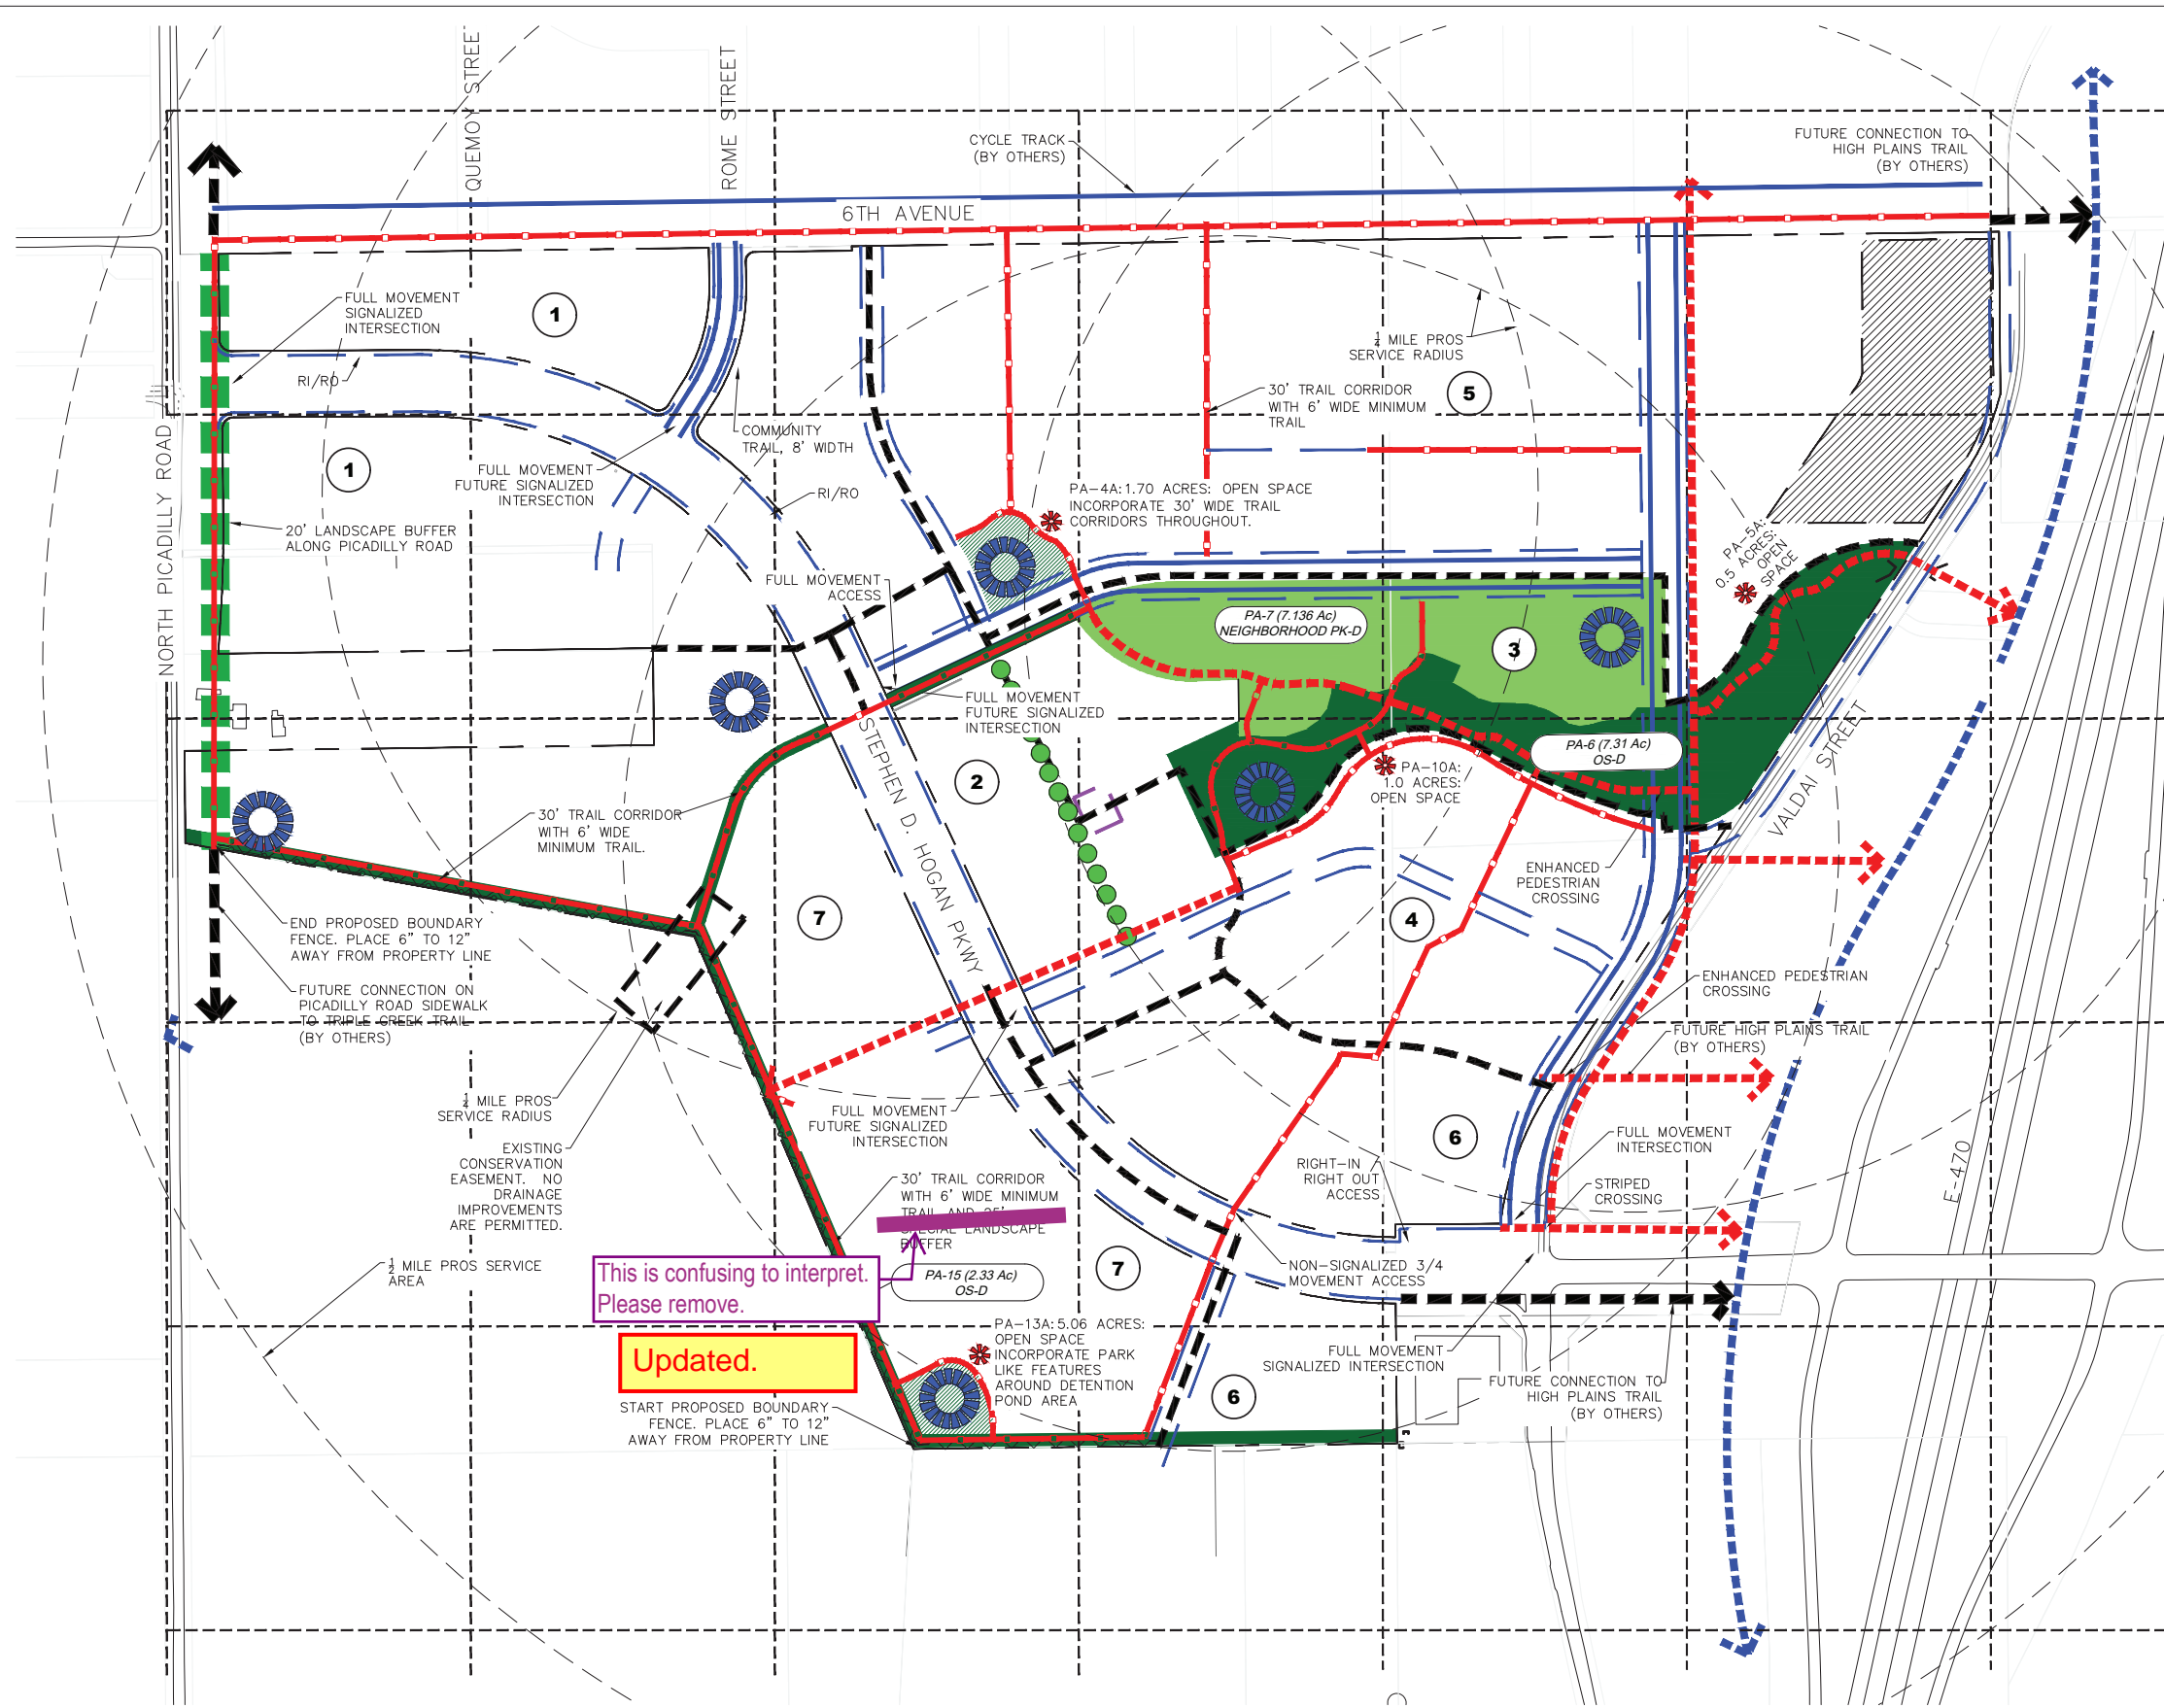 QUEMOY STREE
ROME STREET
CYCLE TRACK
(BY OTHERS)
FUTURE CONNECTION TO
HIGH PLAINS TRAIL
(BY OTHERS)
6TH AVENUE
FULL MOVEMENT
SIGNALIZED
INTERSECTION
1
RI/RO
¼ MILE PROS
SERVICE RADIUS
30' TRAIL CORRIDOR
WITH 6' WIDE MINIMUM
TRAIL
5
COMMUNITY
TRAIL, 8' WIDTH
NORTH PICADILLY ROAD
1
FULL MOVEMENT
FUTURE SIGNALIZED
INTERSECTION
RI/RO
PA-4A: 1.70 ACRES: OPEN SPACE
INCORPORATE 30' WIDE TRAIL
CORRIDORS THROUGHOUT.
20' LANDSCAPE BUFFER
ALONG PICADILLY ROAD
PA-5A:
0.5 ACRES:
OPEN
SPACE
FULL MOVEMENT
ACCESS
PA-7 (7.136 Ac)
NEIGHBORHOOD PK-D
3
FULL MOVEMENT
FUTURE SIGNALIZED
INTERSECTION
STEPHEN D. HOGAN PKWY
2
PA-6 (7.31 Ac)
OS-D
VALDAI STREET
PA-10A:
1.0 ACRES:
OPEN SPACE
30' TRAIL CORRIDOR
WITH 6' WIDE
MINIMUM TRAIL.
ENHANCED
PEDESTRIAN
CROSSING
7
4
END PROPOSED BOUNDARY
FENCE. PLACE 6" TO 12"
AWAY FROM PROPERTY LINE
ENHANCED PEDESTRIAN
CROSSING
FUTURE CONNECTION ON
PICADILLY ROAD SIDEWALK
TO TRIPLE CREEK TRAIL
(BY OTHERS)
FUTURE HIGH PLAINS TRAIL
(BY OTHERS)
¼ MILE PROS
SERVICE RADIUS
FULL MOVEMENT
FUTURE SIGNALIZED
INTERSECTION
6
FULL MOVEMENT
INTERSECTION
EXISTING
CONSERVATION
EASEMENT. NO
DRAINAGE
IMPROVEMENTS
ARE PERMITTED.
RIGHT-IN
RIGHT OUT
ACCESS
STRIPED
CROSSING
E-470
30' TRAIL CORRIDOR
WITH 6' WIDE MINIMUM
TRAIL AND 25'
SPECIAL LANDSCAPE
BUFFER
½ MILE PROS SERVICE
AREA
This is confusing to interpret.
Please remove.
PA-15 (2.33 Ac)
OS-D
7
NON-SIGNALIZED 3/4
MOVEMENT ACCESS
Updated.
PA-13A: 5.06 ACRES:
OPEN SPACE
INCORPORATE PARK
LIKE FEATURES
AROUND DETENTION
POND AREA
FULL MOVEMENT
SIGNALIZED INTERSECTION
6
FUTURE CONNECTION TO
HIGH PLAINS TRAIL
(BY OTHERS)
START PROPOSED BOUNDARY
FENCE. PLACE 6" TO 12"
AWAY FROM PROPERTY LINE